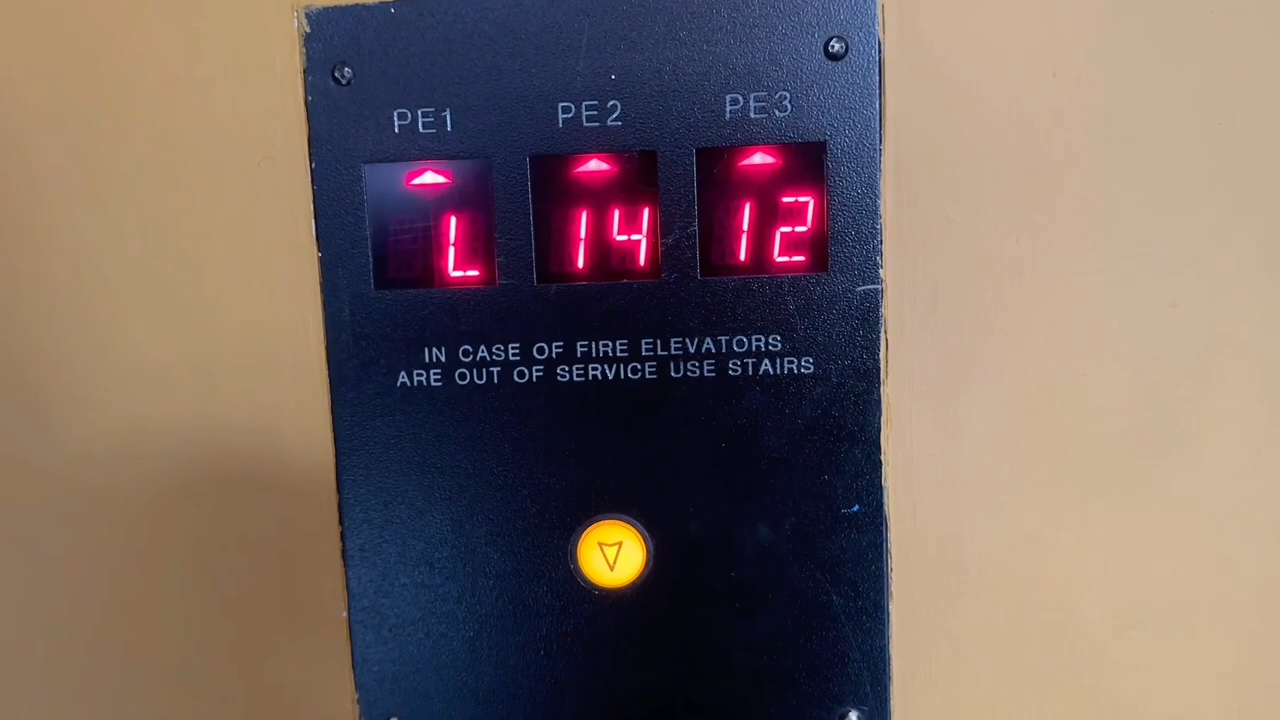 PE1 PE2 PE3
L 14 12
IN CASE OF FIRE ELEVATORS
ARE OUT OF SERVICE USE STAIRS